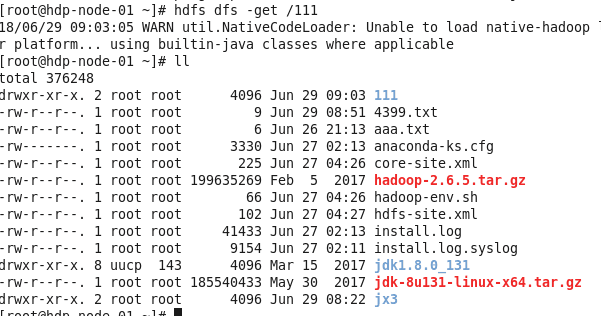 [root@hdp-node-01 ~]# hdfs dfs -get /111
18/06/29 09:03:05 WARN util.NativeCodeLoader: Unable to load native-hadoop l
r platform... using builtin-java classes where applicable
[root@hdp-node-01 ~]# ll
total 376248
drwxr-xr-x. 2 root root      4096 Jun 29 09:03 111
-rw-r--r--. 1 root root         9 Jun 29 08:51 4399.txt
-rw-r--r--. 1 root root         6 Jun 26 21:13 aaa.txt
-rw-------. 1 root root      3330 Jun 27 02:13 anaconda-ks.cfg
-rw-r--r--. 1 root root       225 Jun 27 04:26 core-site.xml
-rw-r--r--. 1 root root 199635269 Feb  5  2017 hadoop-2.6.5.tar.gz
-rw-r--r--. 1 root root        66 Jun 27 04:26 hadoop-env.sh
-rw-r--r--. 1 root root       102 Jun 27 04:27 hdfs-site.xml
-rw-r--r--. 1 root root     41433 Jun 27 02:13 install.log
-rw-r--r--. 1 root root      9154 Jun 27 02:11 install.log.syslog
drwxr-xr-x. 8 uucp  143      4096 Mar 15  2017 jdk1.8.0_131
-rw-r--r--. 1 root root 185540433 May 30  2017 jdk-8u131-linux-x64.tar.gz
drwxr-xr-x. 2 root root      4096 Jun 29 08:22 jx3
[root@hdp-node-01 ~]#